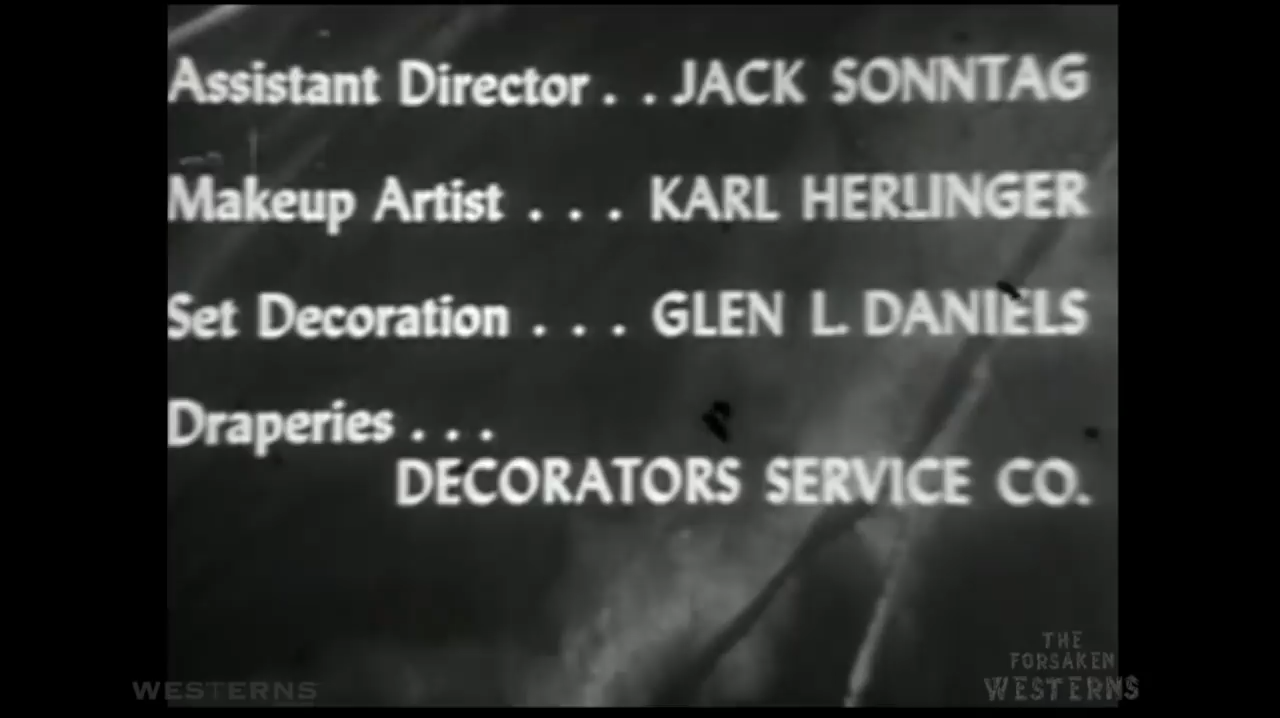 Assistant Director . . JACK SONNTAG
Makeup Artist . . . KARL HERLINGER
Set Decoration . . . GLEN L. DANIELS
Draperies . . .
DECORATORS SERVICE CO.
WESTERNS
THE
FORSAKEN
WESTERNS